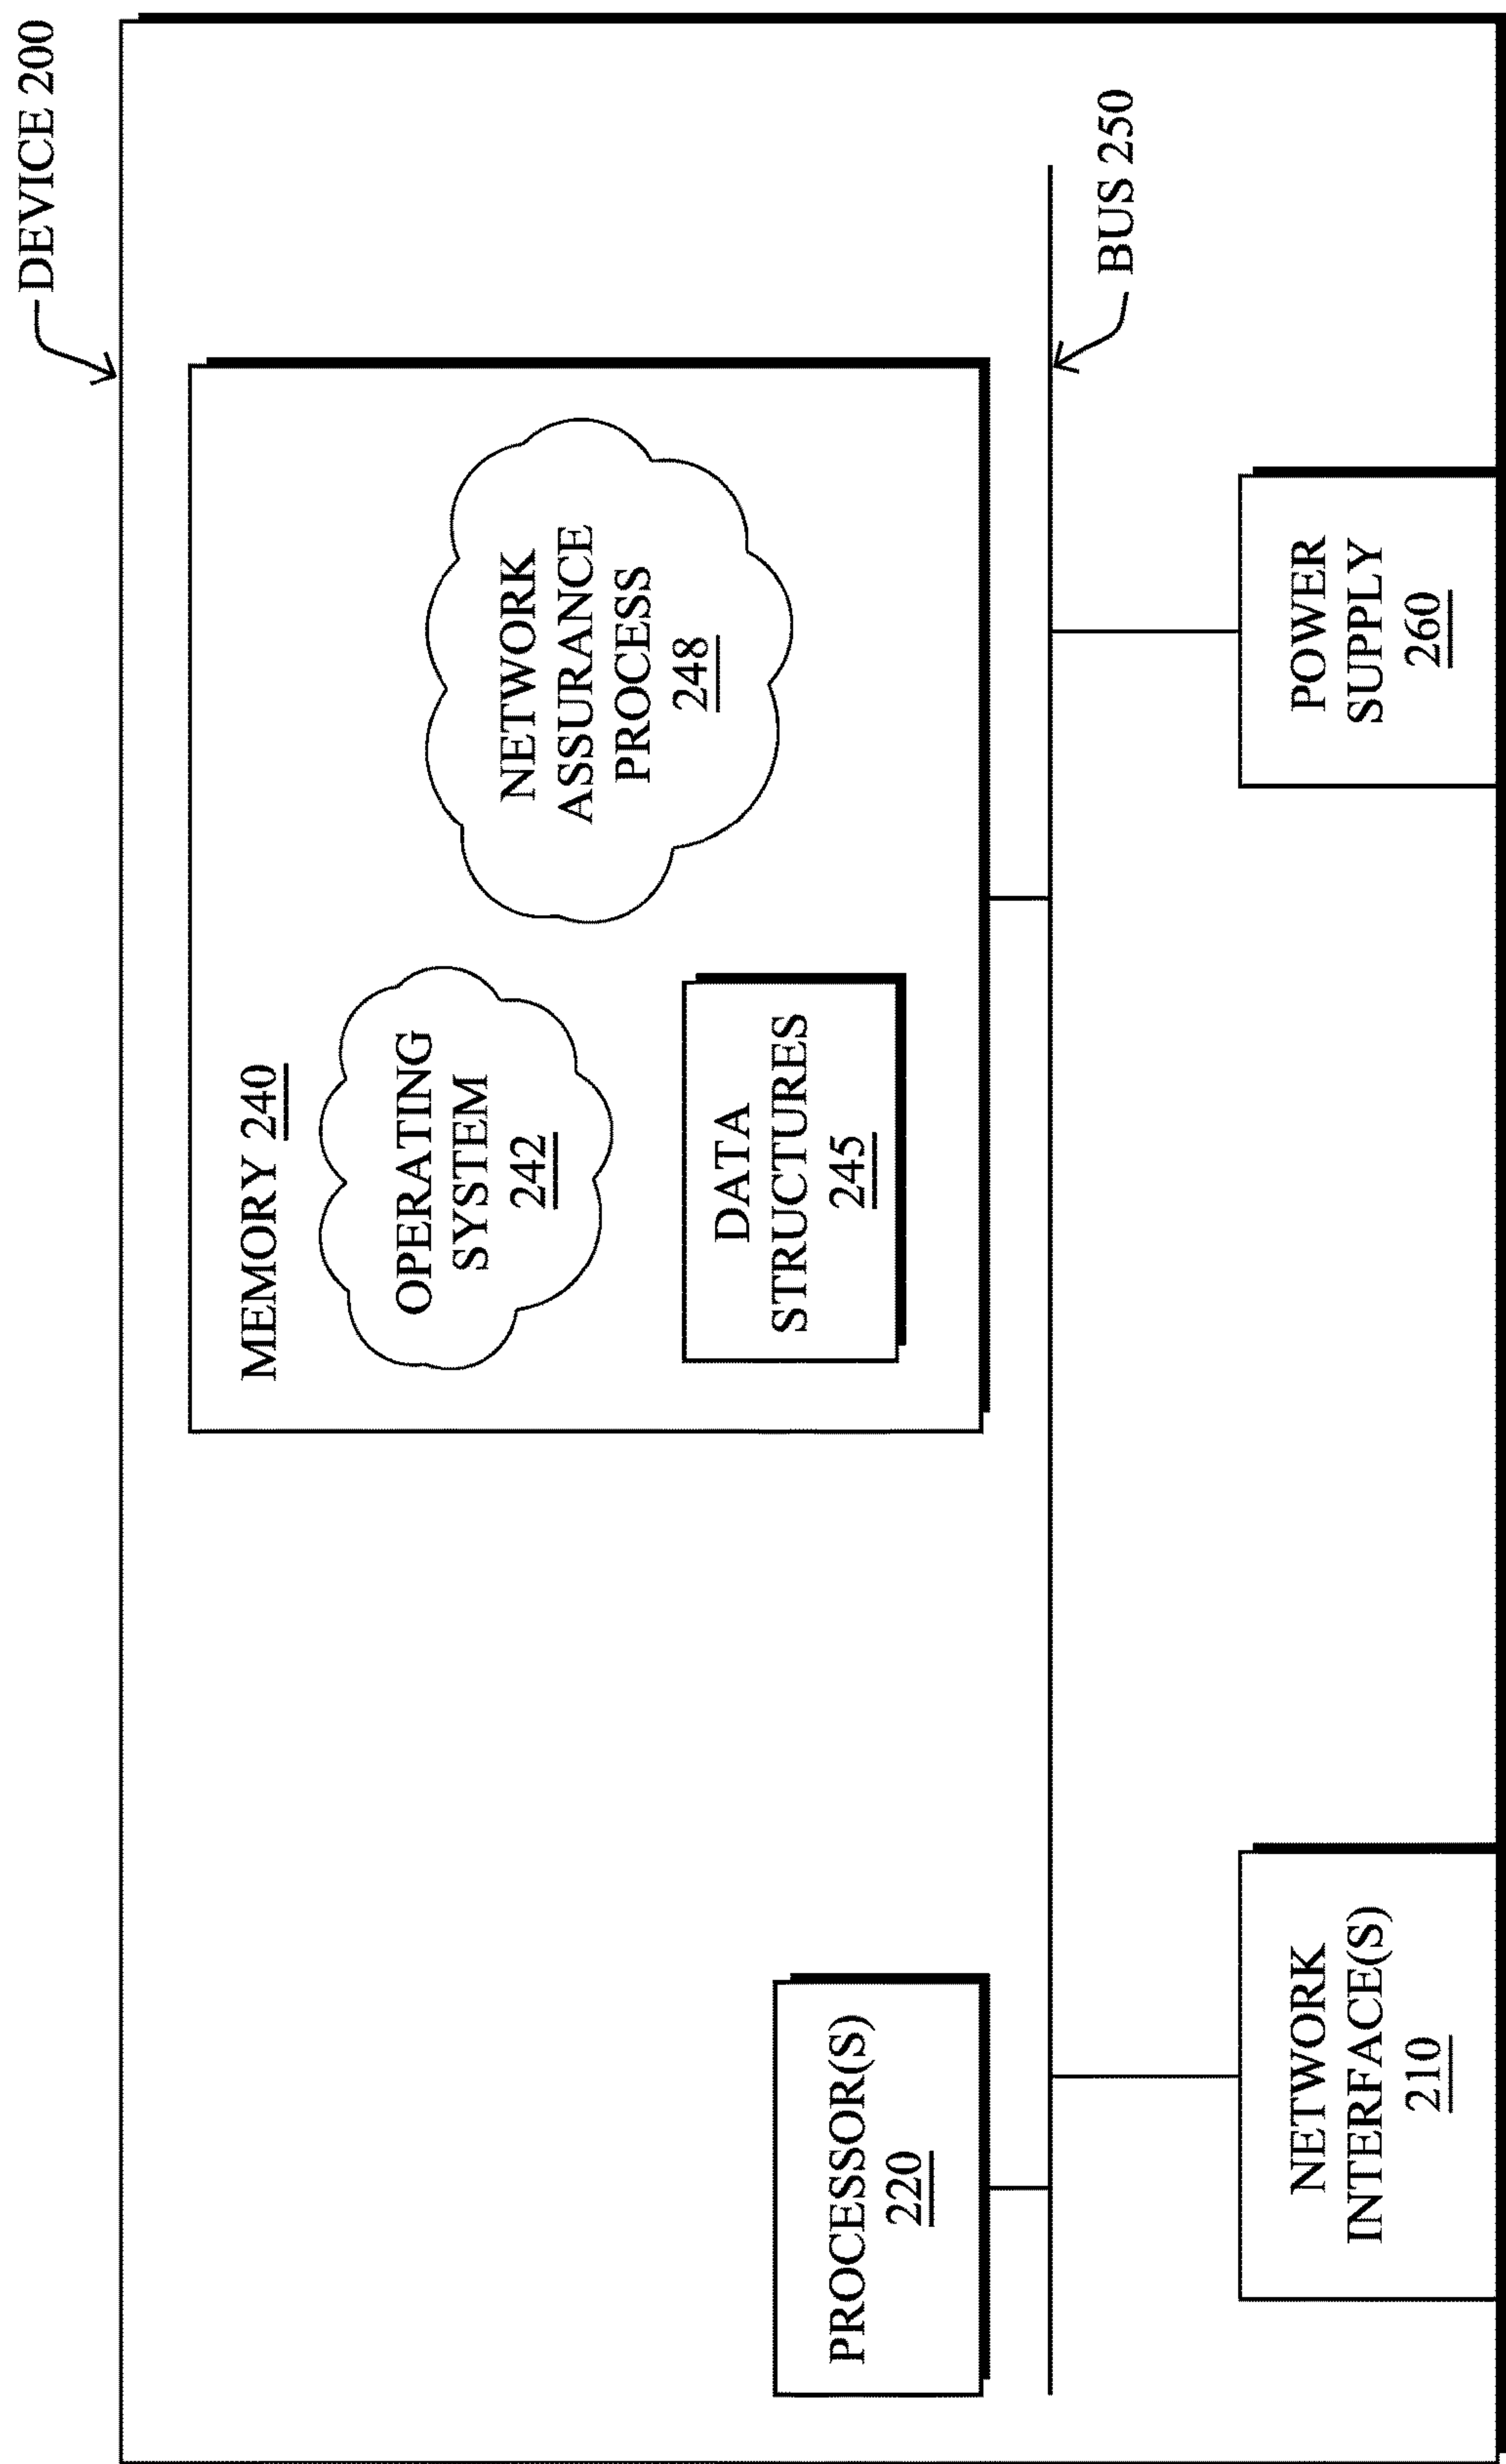 DEVICE 200
MEMORY 240
OPERATING
SYSTEM
242
DATA
STRUCTURES
245
NETWORK
ASSURANCE
PROCESS
248
PROCESSOR(S)
220
BUS 250
NETWORK
INTERFACE(S)
210
POWER
SUPPLY
260